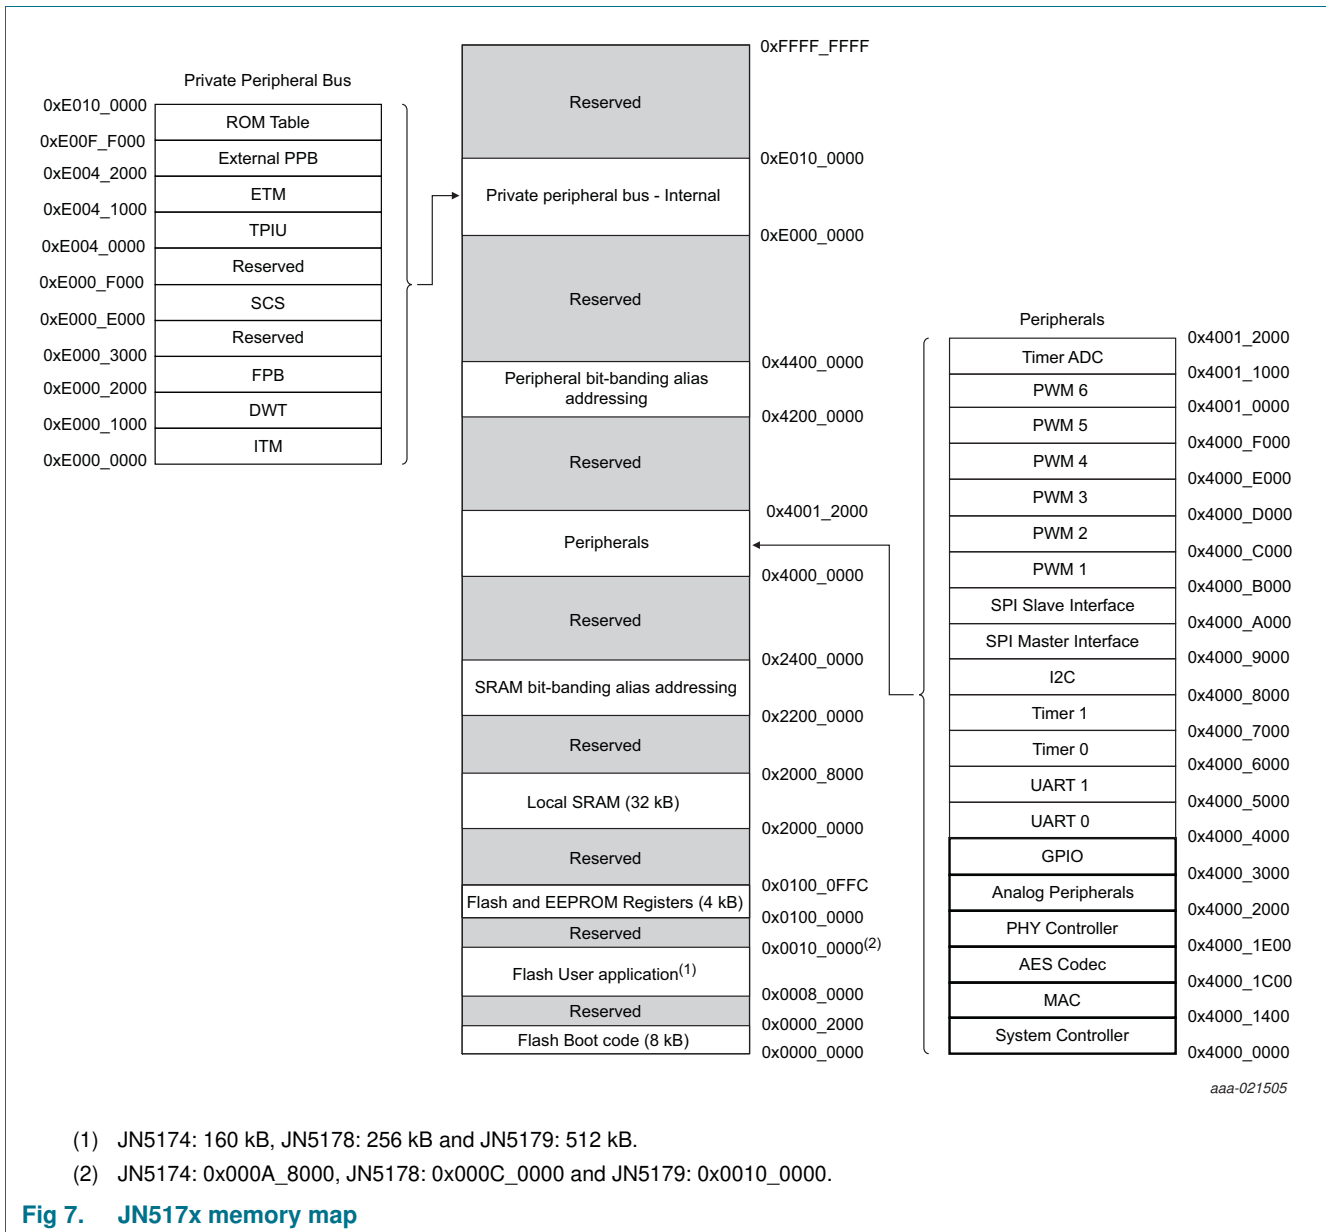 Private Peripheral Bus
0xE010_0000
ROM Table
0xE00F_F000
External PPB
0xE004_2000
ETM
0xE004_1000
TPIU
0xE004_0000
Reserved
0xE000_F000
SCS
0xE000_E000
Reserved
0xE000_3000
FPB
0xE000_2000
DWT
0xE000_1000
ITM
0xE000_0000
0xFFFF_FFFF
Reserved
0xE010_0000
Private peripheral bus - Internal
0xE000_0000
Reserved
0x4400_0000
Peripheral bit-banding alias
addressing
0x4200_0000
Reserved
0x4001_2000
Peripherals
0x4000_0000
Reserved
0x2400_0000
SRAM bit-banding alias addressing
0x2200_0000
Reserved
0x2000_8000
Local SRAM (32 kB)
0x2000_0000
Reserved
0x0100_0FFC
Flash and EEPROM Registers (4 kB)
0x0100_0000
Reserved
0x0010_0000(2)
Flash User application(1)
0x0008_0000
Reserved
0x0000_2000
Flash Boot code (8 kB)
0x0000_0000
Peripherals
0x4001_2000
Timer ADC
0x4001_1000
PWM 6
0x4001_0000
PWM 5
0x4000_F000
PWM 4
0x4000_E000
PWM 3
0x4000_D000
PWM 2
0x4000_C000
PWM 1
0x4000_B000
SPI Slave Interface
0x4000_A000
SPI Master Interface
0x4000_9000
I2C
0x4000_8000
Timer 1
0x4000_7000
Timer 0
0x4000_6000
UART 1
0x4000_5000
UART 0
0x4000_4000
GPIO
0x4000_3000
Analog Peripherals
0x4000_2000
PHY Controller
0x4000_1E00
AES Codec
0x4000_1C00
MAC
0x4000_1400
System Controller
0x4000_0000
aaa-021505
(1) JN5174: 160 kB, JN5178: 256 kB and JN5179: 512 kB.
(2) JN5174: 0x000A_8000, JN5178: 0x000C_0000 and JN5179: 0x0010_0000.
Fig 7. JN517x memory map